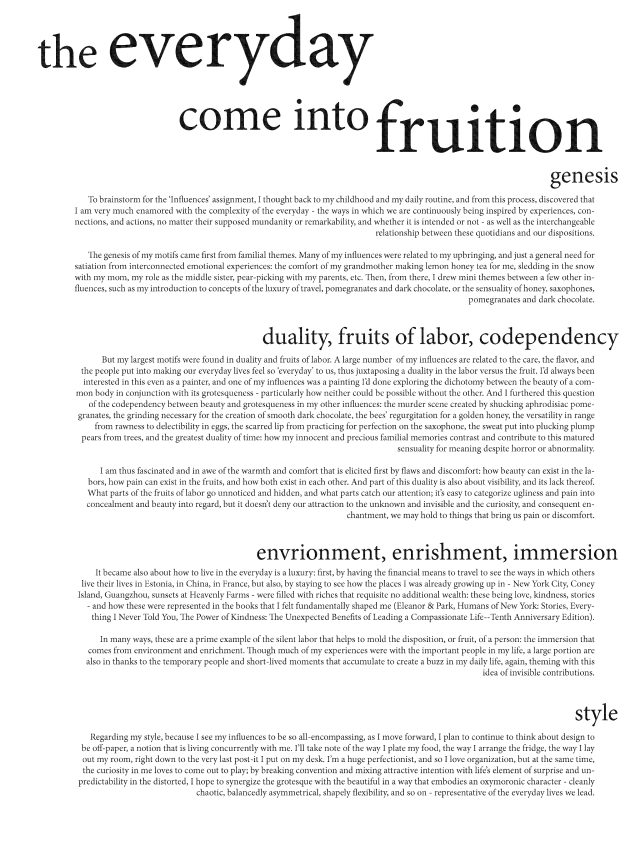 the everyday
come into fruition
genesis
To brainstorm for the 'Influences' assignment, I thought back to my childhood and my daily routine, and from this process, discovered that
I am very much enamored with the complexity of the everyday - the ways in which we are continuously being inspired by experiences, con-
nections, and actions, no matter their supposed mundanity or remarkability, and whether it is intended or not - as well as the interchangeable
relationship between these quotidians and our dispositions.
The genesis of my motifs came first from familial themes. Many of my influences were related to my upbringing, and just a general need for
satiation from interconnected emotional experiences: the comfort of my grandmother making lemon honey tea for me, sledding in the snow
with my mom, my role as the middle sister, pear-picking with my parents, etc. Then, from there, I drew mini themes between a few other in-
fluences, such as my introduction to concepts of the luxury of travel, pomegranates and dark chocolate, or the sensuality of honey, saxophones,
pomegranates and dark chocolate.
duality, fruits of labor, codependency
But my largest motifs were found in duality and fruits of labor. A large number of my influences are related to the care, the flavor, and
the people put into making our everyday lives feel so 'everyday' to us, thus juxtaposing a duality in the labor versus the fruit. I'd always been
interested in this even as a painter, and one of my influences was a painting I'd done exploring the dichotomy between the beauty of a com-
mon body in conjunction with its grotesqueness - particularly how neither could be possible without the other. And I furthered this question
of the codependency between beauty and grotesqueness in my other influences: the murder scene created by shucking aphrodisiac pome-
granates, the grinding necessary for the creation of smooth dark chocolate, the bees' regurgitation for a golden honey, the versatility in range
from rawness to delectibility in eggs, the scarred lip from practicing for perfection on the saxophone, the sweat put into plucking plump
pears from trees, and the greatest duality of time: how my innocent and precious familial memories contrast and contribute to this matured
sensuality for meaning despite horror or abnormality.
I am thus fascinated and in awe of the warmth and comfort that is elicited first by flaws and discomfort: how beauty can exist in the la-
bors, how pain can exist in the fruits, and how both exist in each other. And part of this duality is also about visibility, and its lack thereof.
What parts of the fruits of labor go unnoticed and hidden, and what parts catch our attention; it's easy to categorize ugliness and pain into
concealment and beauty into regard, but it doesn't deny our attraction to the unknown and invisible and the curiosity, and consequent en-
chantment, we may hold to things that bring us pain or discomfort.
envrionment, enrishment, immersion
It became also about how to live in the everyday is a luxury: first, by having the financial means to travel to see the ways in which others
live their lives in Estonia, in China, in France, but also, by staying to see how the places I was already growing up in - New York City, Coney
Island, Guangzhou, sunsets at Heavenly Farms - were filled with riches that requisite no additional wealth: these being love, kindness, stories
- and how these were represented in the books that I felt fundamentally shaped me (Eleanor & Park, Humans of New York: Stories, Every-
thing I Never Told You, The Power of Kindness: The Unexpected Benefits of Leading a Compassionate Life--Tenth Anniversary Edition).
In many ways, these are a prime example of the silent labor that helps to mold the disposition, or fruit, of a person: the immersion that
comes from environment and enrichment. Though much of my experiences were with the important people in my life, a large portion are
also in thanks to the temporary people and short-lived moments that accumulate to create a buzz in my daily life, again, theming with this
idea of invisible contributions.
style
Regarding my style, because I see my influences to be so all-encompassing, as I move forward, I plan to continue to think about design to
be off-paper, a notion that is living concurrently with me. I'll take note of the way I plate my food, the way I arrange the fridge, the way I lay
out my room, right down to the very last post-it I put on my desk. I'm a huge perfectionist, and so I love organization, but at the same time,
the curiosity in me loves to come out to play; by breaking convention and mixing attractive intention with life's element of surprise and un-
predictability in the distorted, I hope to synergize the grotesque with the beautiful in a way that embodies an oxymoronic character - cleanly
chaotic, balancedly asymmetrical, shapely flexibility, and so on - representative of the everyday lives we lead.